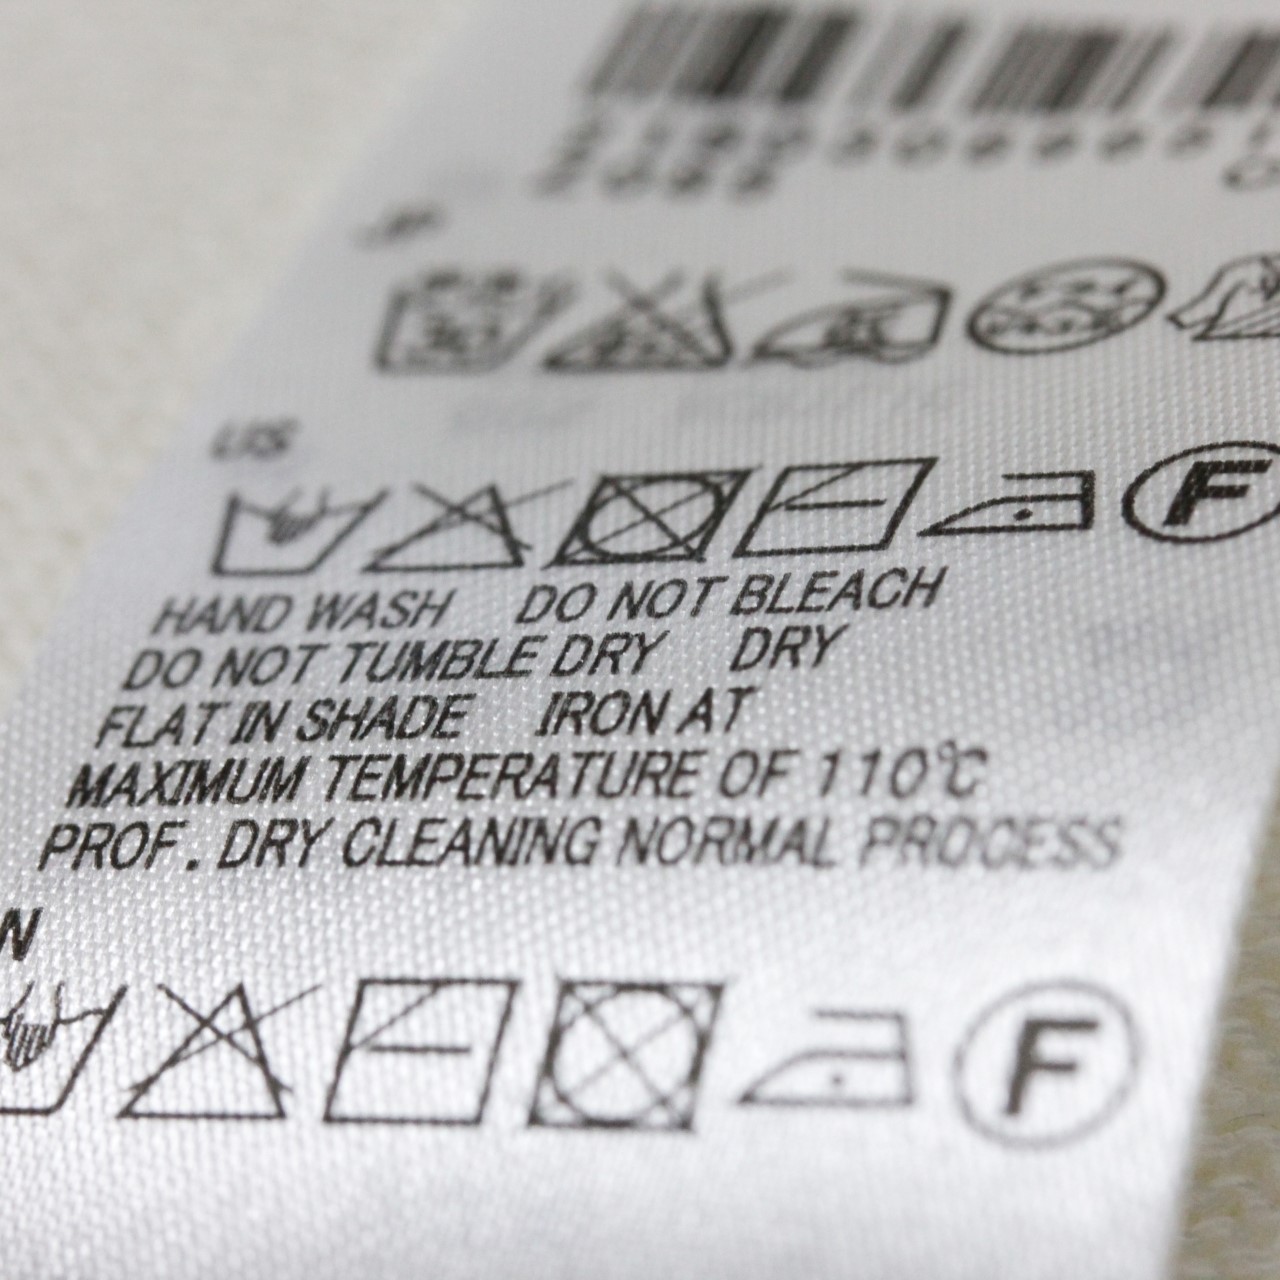 US
F
HAND WASH DO NOT BLEACH
DO NOT TUMBLE DRY DRY
FLAT IN SHADE IRON AT
MAXIMUM TEMPERATURE OF 110℃
PROF. DRY CLEANING NORMAL PROCESS
N
F